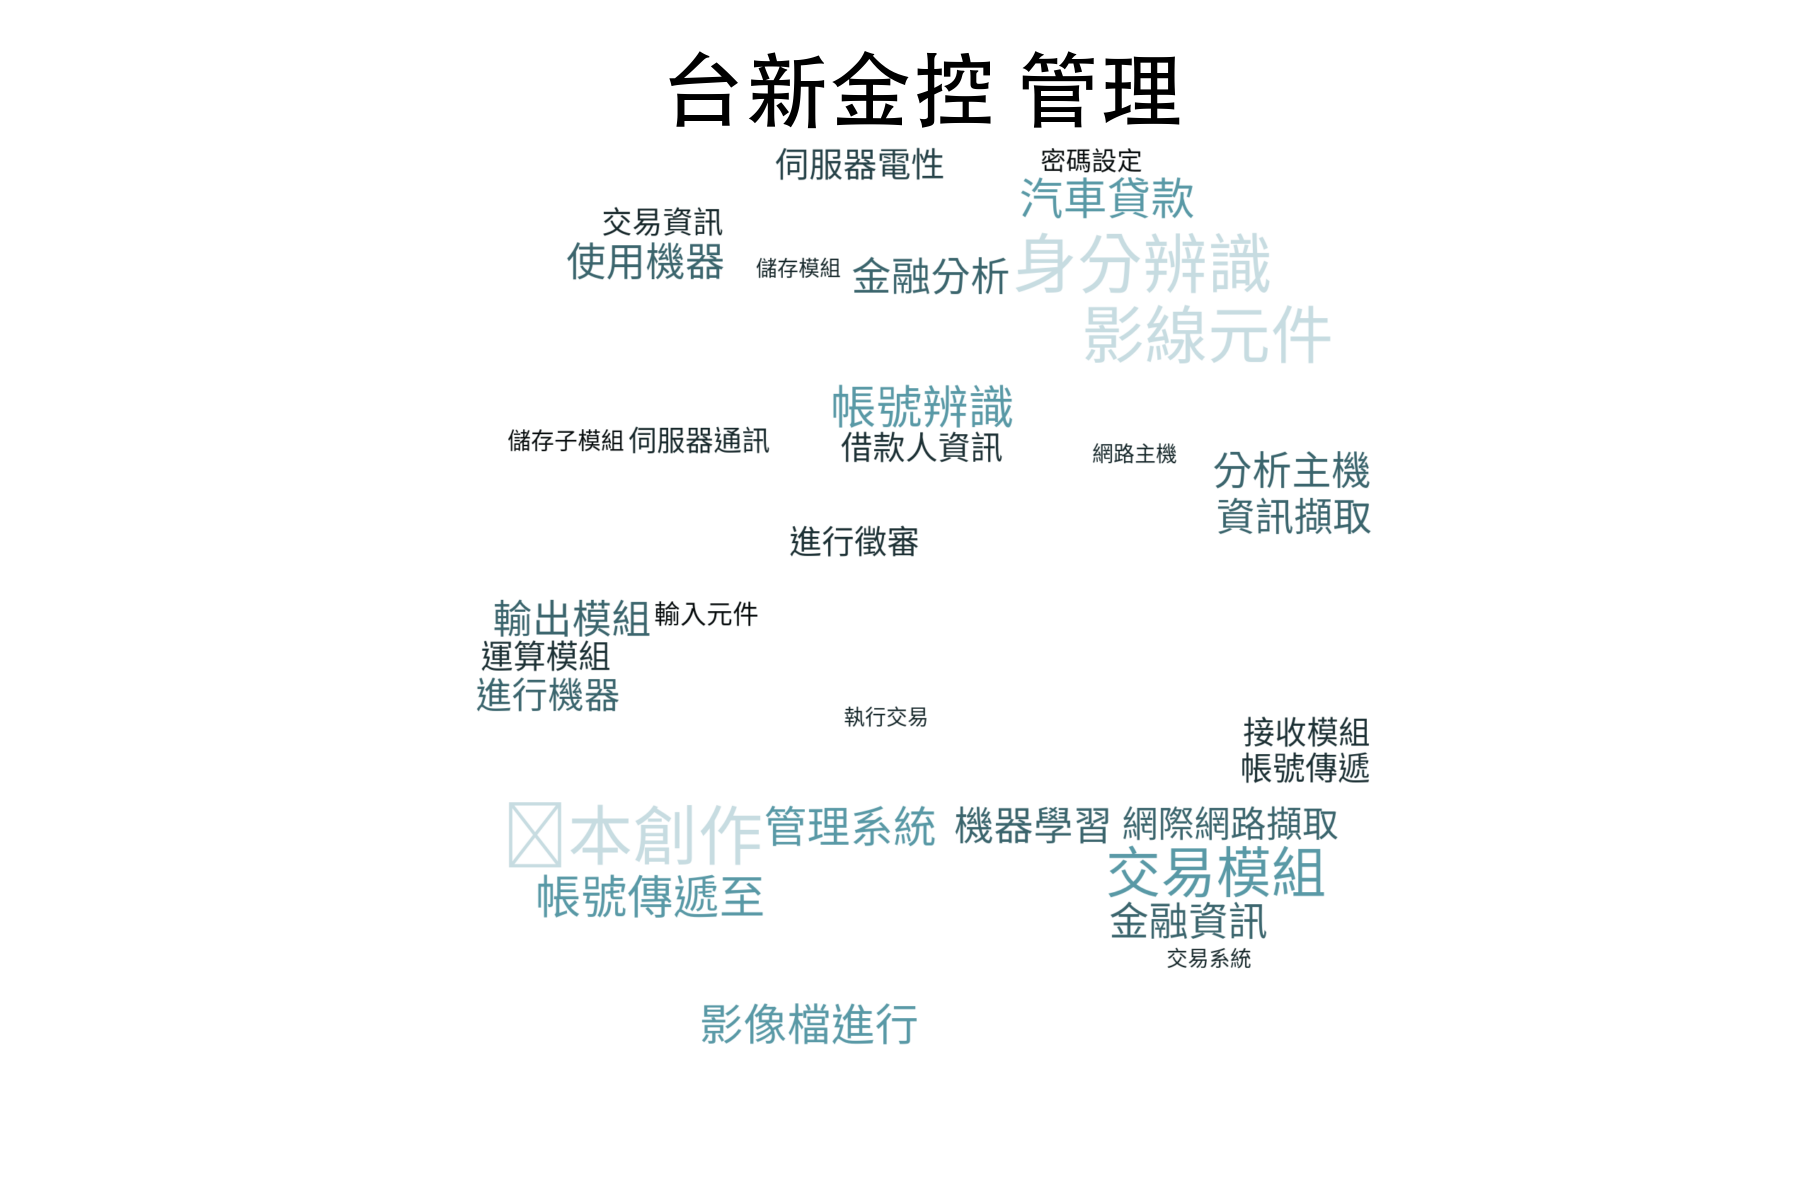 台新金控 管理
伺服器電性
密碼設定
汽車貸款
交易資訊
使用機器
儲存模組
金融分析
身分辨識
影線元件
帳號辨識
儲存子模組
伺服器通訊
借款人資訊
網路主機
分析主機
資訊擷取
進行徵審
輸出模組
輸入元件
運算模組
進行機器
執行交易
接收模組
帳號傳遞
本創作
管理系統
機器學習
網際網路擷取
交易模組
帳號傳遞至
金融資訊
交易系統
影像檔進行